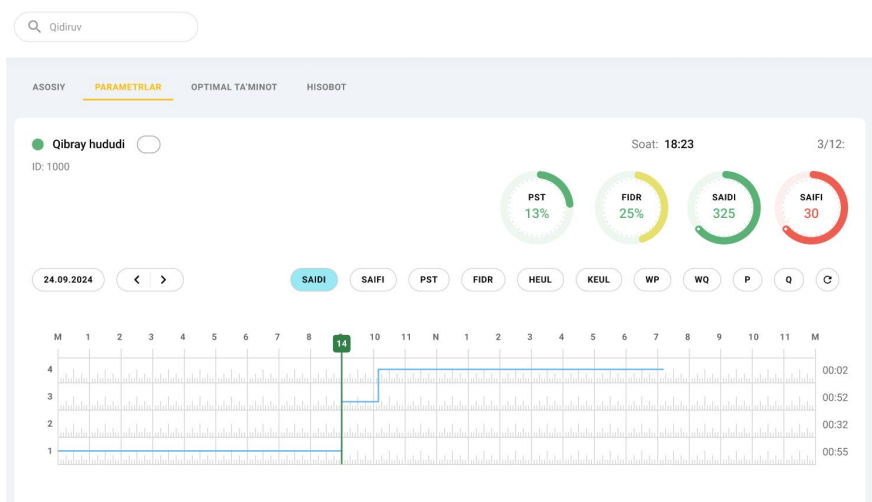 Qidiruv
ASOSIY PARAMETRLAR OPTIMAL TA'MINOT HISOBOT
Qibray hududi Soat: 18:23 3/12:
ID: 1000
PST FIDR SAIDI SAIFI
13% 25% 325 30
24.09.2024 SAIDI SAIFI PST FIDR HEUL KEUL WP WQ P Q
M 1 2 3 4 5 6 7 8 10 11 N 1 2 3 4 5 6 7 8 9 10 11 M
14
4 00:02
3 00:52
2 00:32
1 00:55